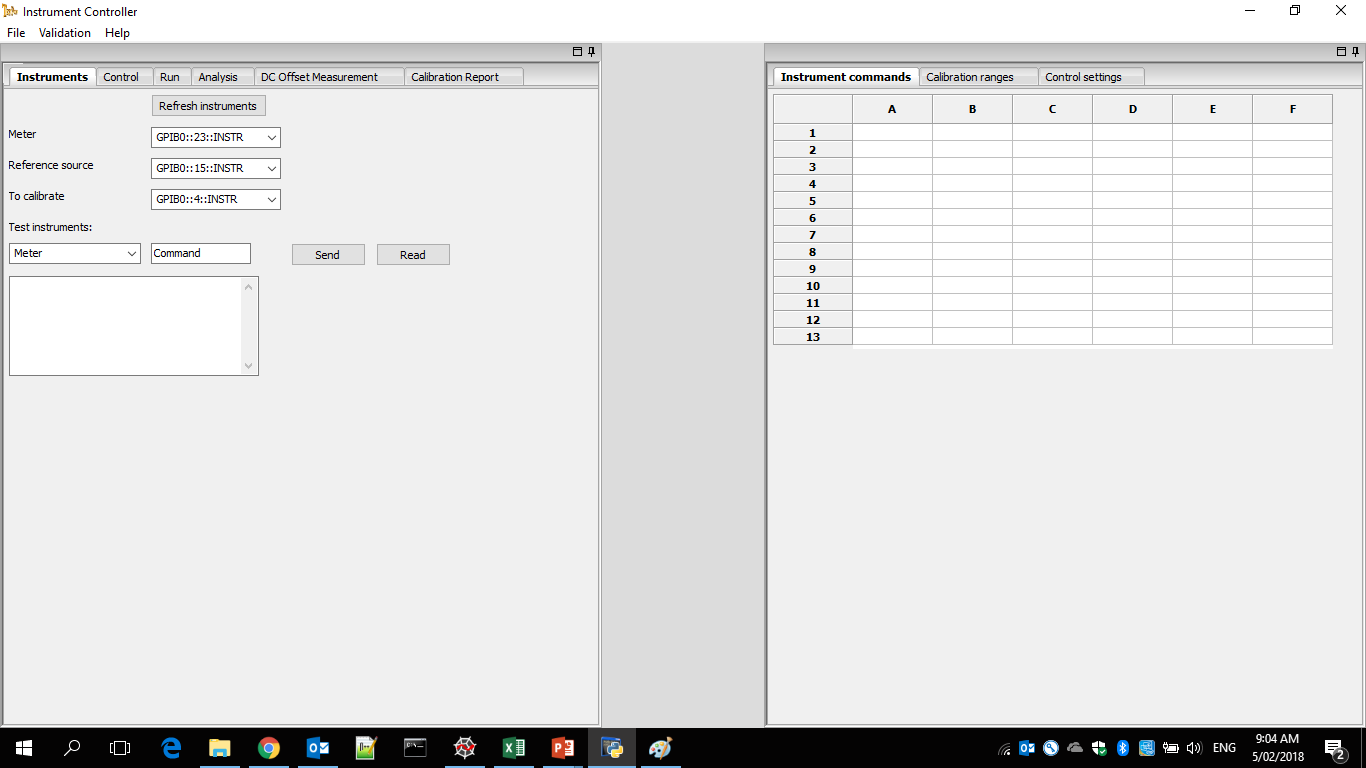 Instrument Controller
File Validation Help
Instruments Control Run Analysis DC Offset Measurement Calibration Report
Refresh instruments
Meter GPIB0::23::INSTR
Reference source GPIB0::15::INSTR
To calibrate GPIB0::4::INSTR
Test instruments:
Meter Command Send Read
Instrument commands Calibration ranges Control settings
A B C D E F
1
2
3
4
5
6
7
8
9
10
11
12
13
ENG
9:04 AM
5/02/2018
2